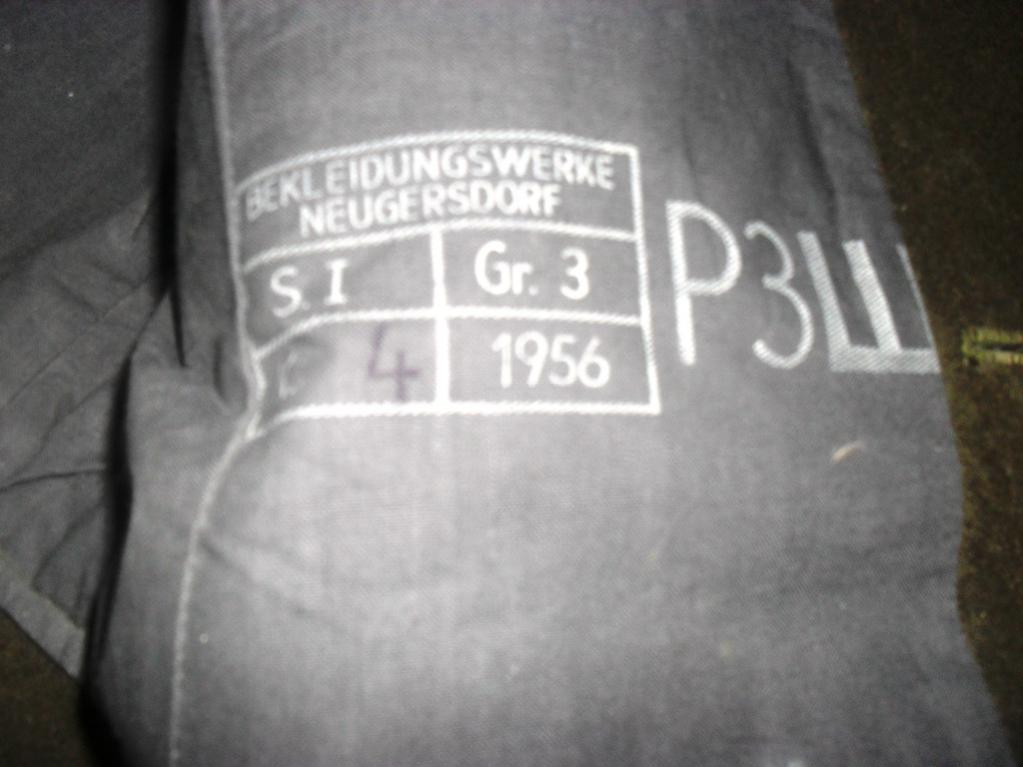 BEKLEIDUNGSWERKE
NEUGERSDORF
S. I Gr. 3
4 1956
РЗШ